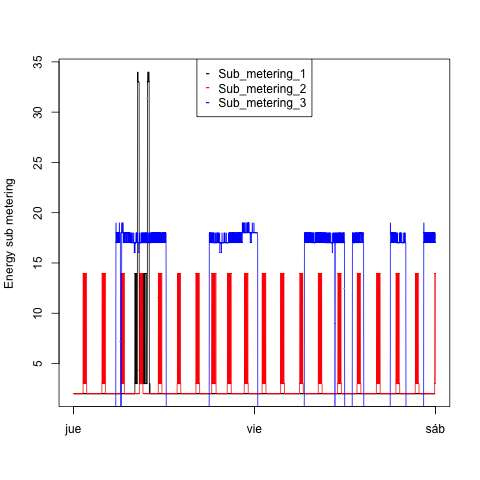 Sub_metering_1
Sub_metering_2
Sub_metering_3
Energy sub metering
35
30
25
20
15
10
5
jue
vie
sáb